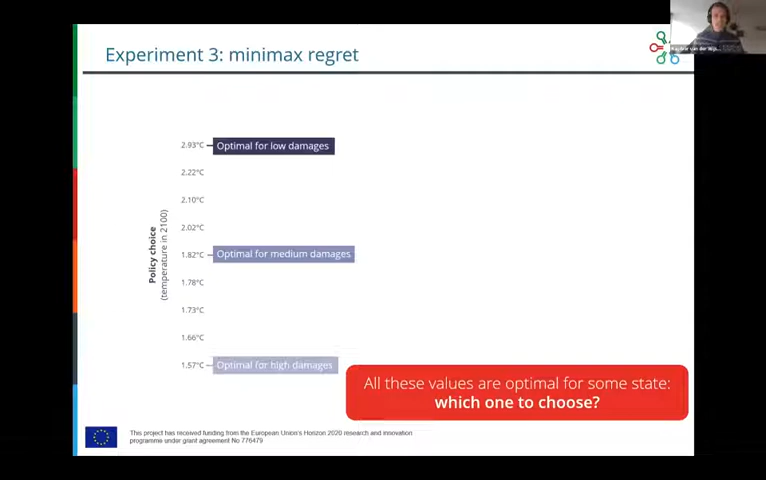 Experiment 3: minimax regret
2.93°C
Optimal for low damages
2.22°C
2.10°C
2.02°C
1.82°C
Optimal for medium damages
1.78°C
1.73°C
1.66°C
1.57°C
Optimal for high damages
Policy choice
(temperature in 2100)
All these values are optimal for some state:
which one to choose?
This project has received funding from the European Union's Horizon 2020 research and innovation
programme under grant agreement No 776479